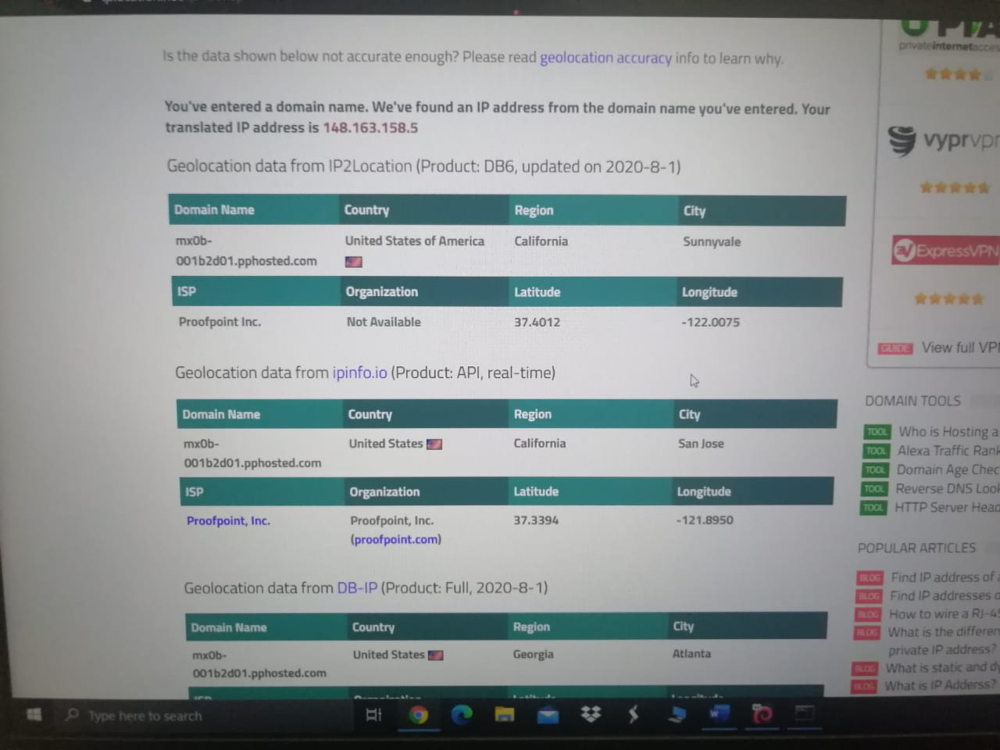 Is the data shown below not accurate enough? Please read geolocation accuracy info to learn why.
You've entered a domain name. We've found an IP address from the domain name you've entered. Your
translated IP address is 148.163.158.5
Geolocation data from IP2Location (Product: DB6, updated on 2020-8-1)
Domain Name Country Region City
mx0b- United States of America California Sunnyvale
001b2d01.pphosted.com
ISP Organization Latitude Longitude
Proofpoint Inc. Not Available 37.4012 -122.0075
Geolocation data from ipinfo.io (Product: API, real-time)
Domain Name Country Region City
mx0b- United States California San Jose
001b2d01.pphosted.com
ISP Organization Latitude Longitude
Proofpoint, Inc. Proofpoint, Inc. 37.3394 -121.8950
(proofpoint.com)
Geolocation data from DB-IP (Product: Full, 2020-8-1)
Domain Name Country Region City
mx0b- United States Georgia Atlanta
001b2d01.pphosted.com
privateinternetacces
vyprvpn
ExpressVPN
GUIDE View full VP
DOMAIN TOOLS
TOOL Who is Hosting a
TOOL Alexa Traffic Rank
TOOL Domain Age Chec
TOOL Reverse DNS Loo
TOOL HTTP Server Head
POPULAR ARTICLES
BLOG Find IP address of
BLOG Find IP addresses o
BLOG How to wire a RJ-4
BLOG What is the differen
private IP address?
BLOG What is static and dy
BLOG What is IP Adderss?
Type here to search